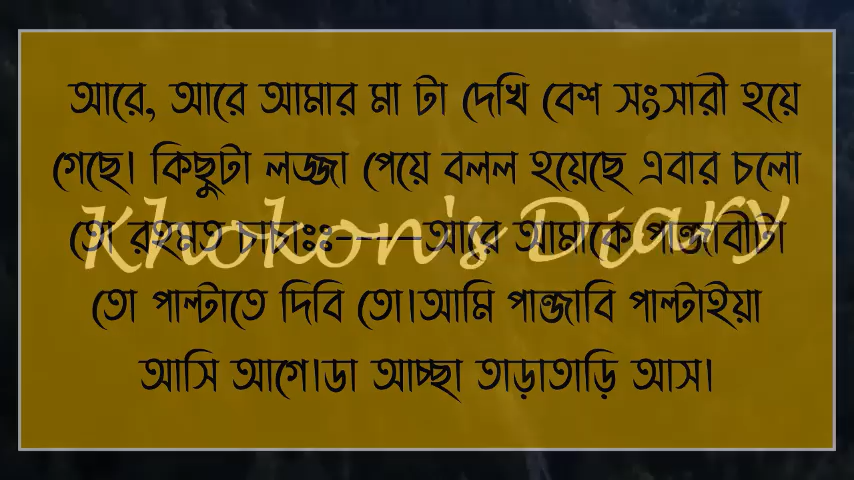 আরে, আরে আমার মা টা দেখি বেশ সংসারী হয়ে
গেছে। কিছুটা লজ্জা পেয়ে বলল হয়েছে এবার চলো
তো রহমত চাচাঃঃ-----আরে আমাকে পান্জাবীটা
Khokon's Diary
তো পাল্টাতে দিবি তো।আমি পান্জাবি পাল্টাইয়া
আসি আগে।ডা আচ্ছা তাড়াতাড়ি আস।